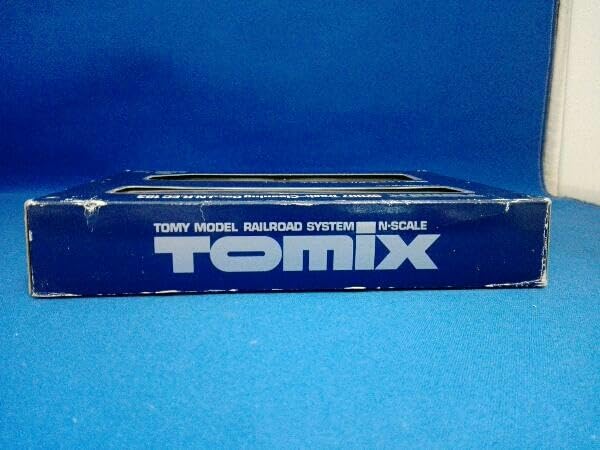 TOMY MODEL RAILROAD SYSTEM N-SCALE
TOMIX